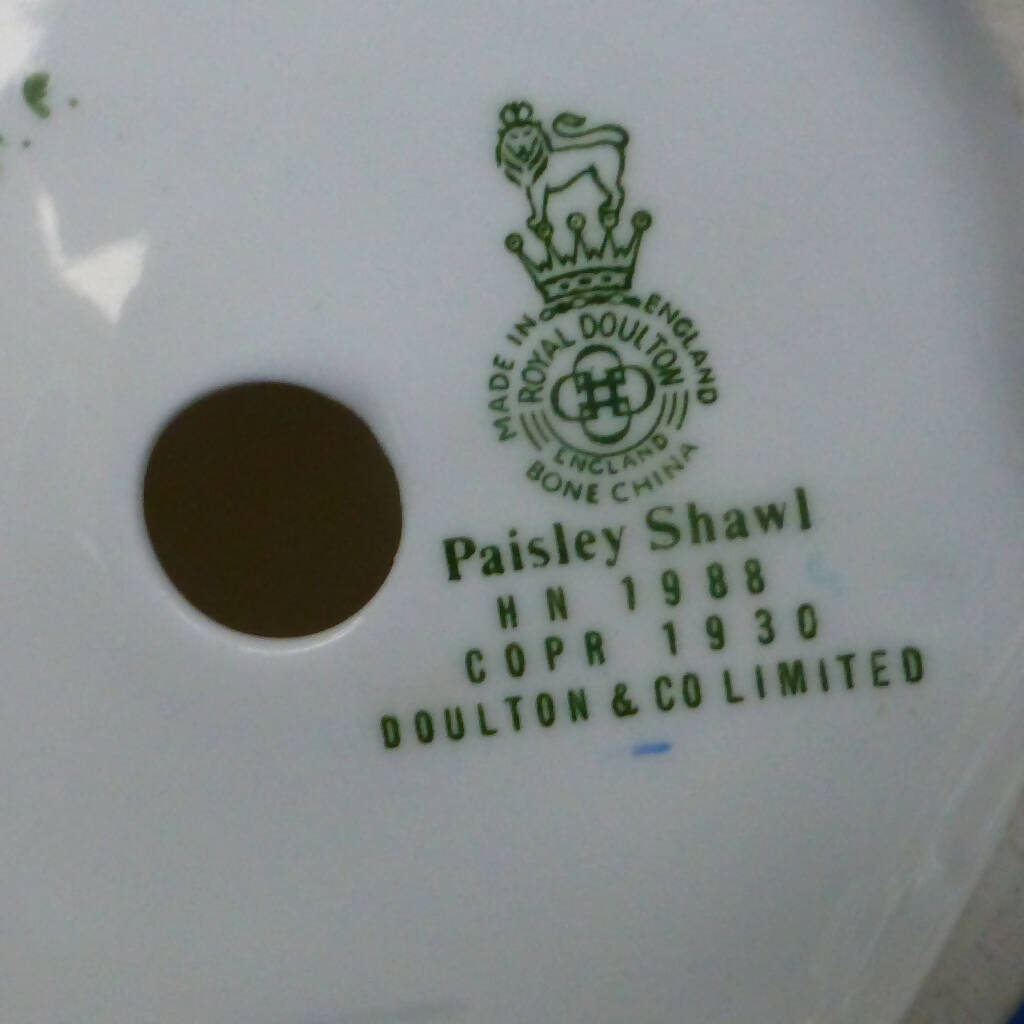 MADE IN ENGLAND
ROYAL DOULTON
ENGLAND
BONE CHINA
Paisley Shawl
HN 1988
COPR 1930
DOULTON & CO LIMITED